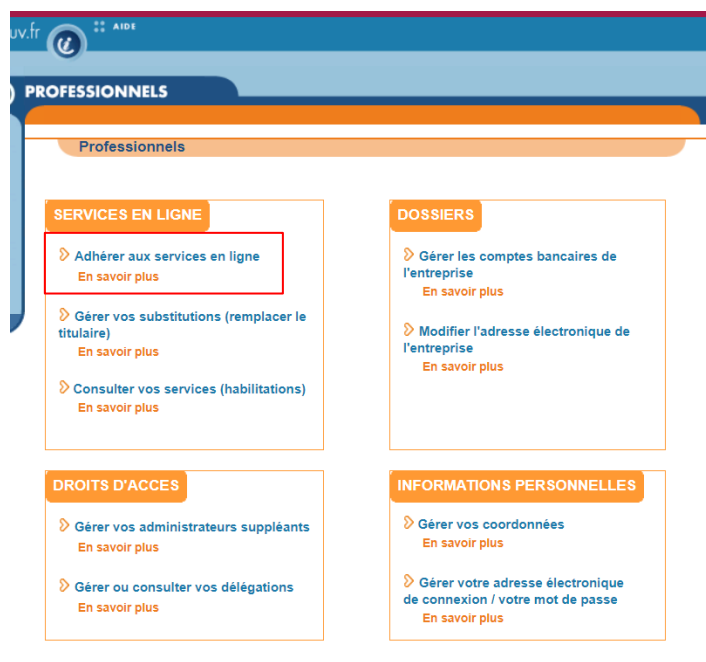 uv.fr
AIDE
PROFESSIONNELS
Professionnels
SERVICES EN LIGNE
Adhérer aux services en ligne
En savoir plus
Gérer vos substitutions (remplacer le
titulaire)
En savoir plus
Consulter vos services (habilitations)
En savoir plus
DOSSIERS
Gérer les comptes bancaires de
l'entreprise
En savoir plus
Modifier l'adresse électronique de
l'entreprise
En savoir plus
DROITS D'ACCES
Gérer vos administrateurs suppléants
En savoir plus
Gérer ou consulter vos délégations
En savoir plus
INFORMATIONS PERSONNELLES
Gérer vos coordonnées
En savoir plus
Gérer votre adresse électronique
de connexion / votre mot de passe
En savoir plus